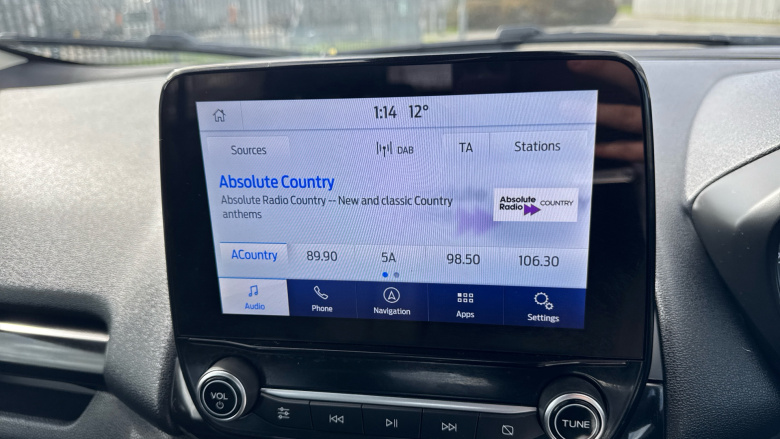 1:14 12°
Sources DAB TA Stations
Absolute Country
Absolute Radio Country -- New and classic Country
anthems
Absolute
Radio COUNTRY
ACountry 89.90 5A 98.50 106.30
Audio Phone Navigation Apps Settings
VOL TUNE